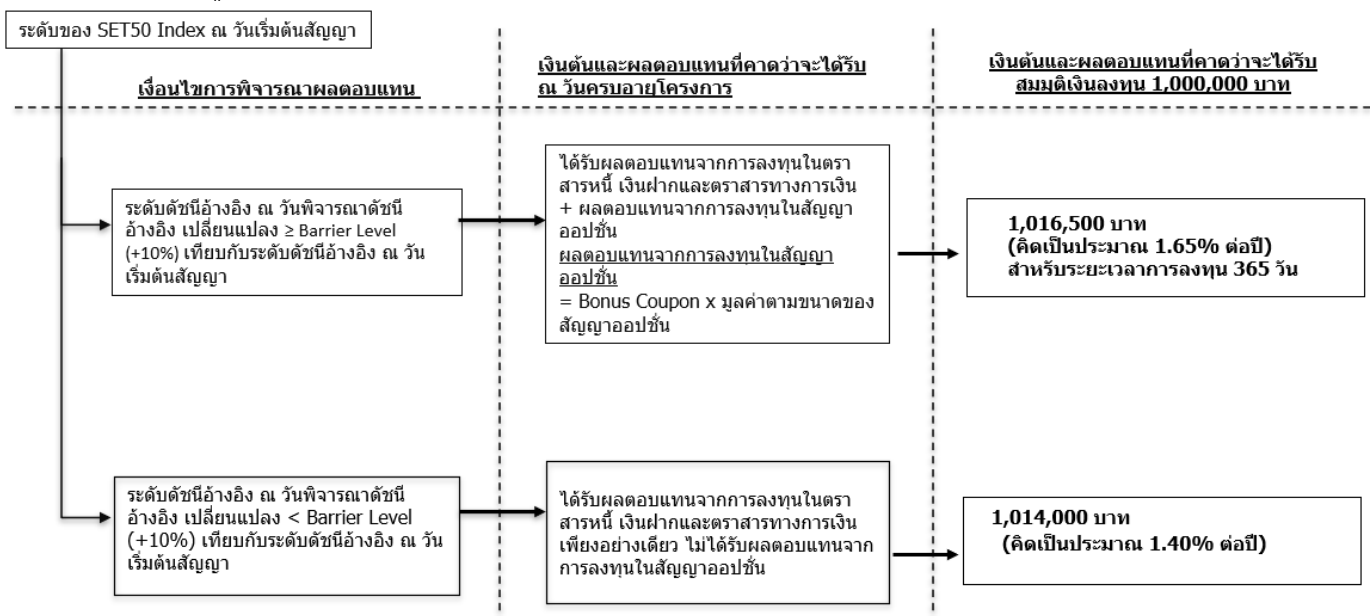 ระดับของ SET50 Index ณ วันเริ่มต้นสัญญา
เงื่อนไขการพิจารณาผลตอบแทน
เงินต้นและผลตอบแทนที่คาดว่าจะได้รับ
ณ วันครบอายุโครงการ
เงินต้นและผลตอบแทนที่คาดว่าจะได้รับ
สมมุติเงินลงทุน 1,000,000 บาท
ระดับดัชนีอ้างอิง ณ วันพิจารณาดัชนี
อ้างอิง เปลี่ยนแปลง ≥ Barrier Level
(+10%) เทียบกับระดับดัชนีอ้างอิง ณ วัน
เริ่มต้นสัญญา
ได้รับผลตอบแทนจากการลงทุนในตรา
สารหนี้ เงินฝากและตราสารทางการเงิน
+ ผลตอบแทนจากการลงทุนในสัญญา
ออปชั่น
ผลตอบแทนจากการลงทุนในสัญญา
ออปชั่น
= Bonus Coupon x มูลค่าตามขนาดของ
สัญญาออปชั่น
1,016,500 บาท
(คิดเป็นประมาณ 1.65% ต่อปี)
สำหรับระยะเวลาการลงทุน 365 วัน
ระดับดัชนีอ้างอิง ณ วันพิจารณาดัชนี
อ้างอิง เปลี่ยนแปลง < Barrier Level
(+10%) เทียบกับระดับดัชนีอ้างอิง ณ วัน
เริ่มต้นสัญญา
ได้รับผลตอบแทนจากการลงทุนในตรา
สารหนี้ เงินฝากและตราสารทางการเงิน
เพียงอย่างเดียว ไม่ได้รับผลตอบแทนจาก
การลงทุนในสัญญาออปชั่น
1,014,000 บาท
(คิดเป็นประมาณ 1.40% ต่อปี)